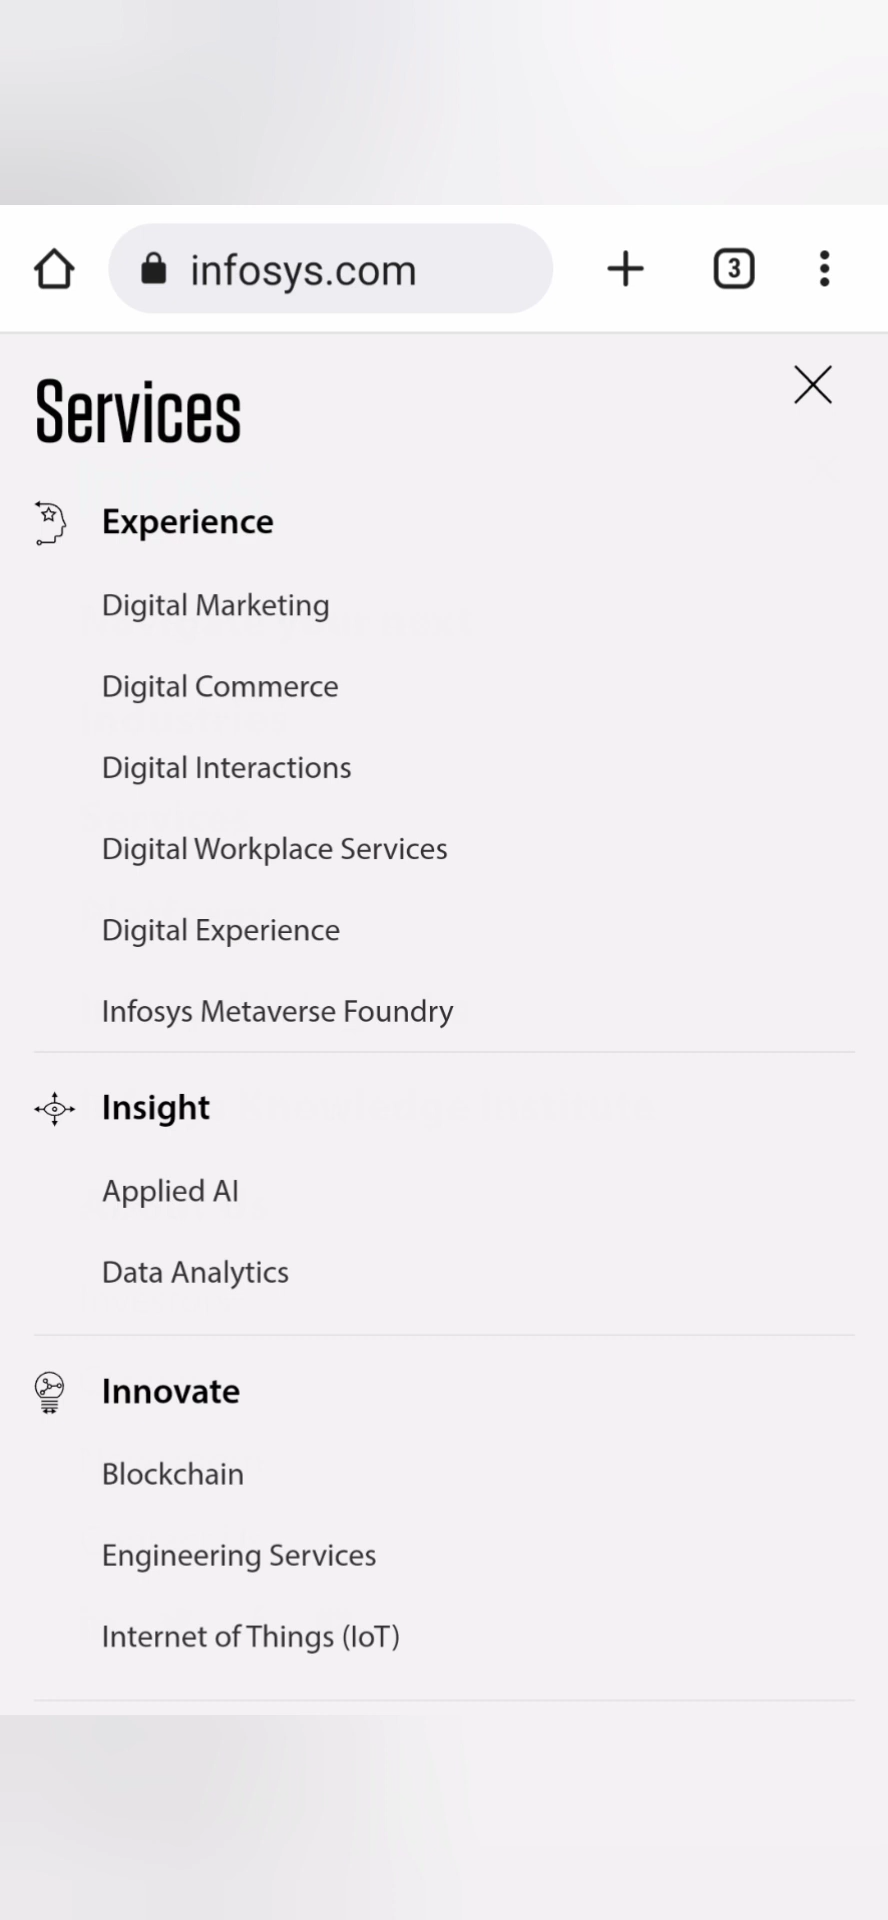 infosys.com
3
Services
Experience
Digital Marketing
Digital Commerce
Digital Interactions
Digital Workplace Services
Digital Experience
Infosys Metaverse Foundry
Insight
Applied AI
Data Analytics
Innovate
Blockchain
Engineering Services
Internet of Things (IoT)